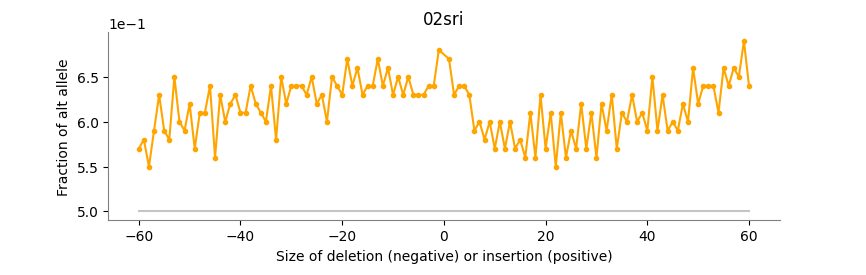 02sri
1e−1
Fraction of alt allele
6.5
6.0
5.5
5.0
−60
−40
−20
0
20
40
60
Size of deletion (negative) or insertion (positive)